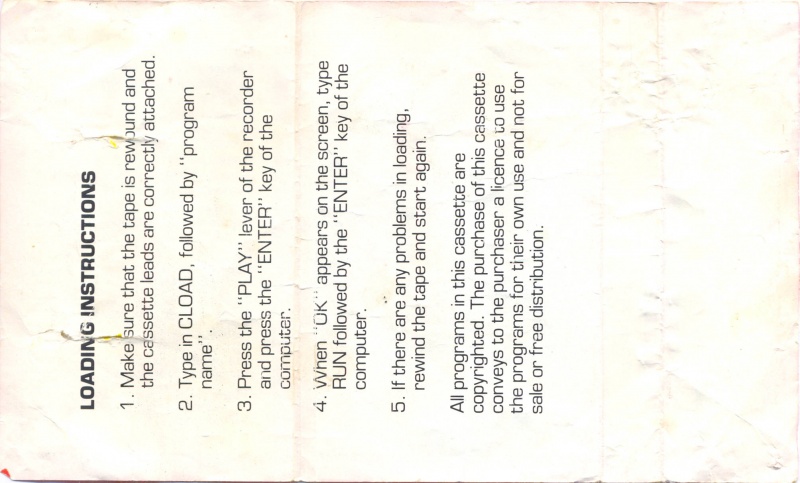 LOADING INSTRUCTIONS
1. Make sure that the tape is rewound and
the cassette leads are correctly attached.
2. Type in CLOAD, followed by "program
name".
3. Press the "PLAY" lever of the recorder
and press the "ENTER" key of the
computer.
4. When "OK" appears on the screen, type
RUN followed by the "ENTER" key of the
computer.
5. If there are any problems in loading,
rewind the tape and start again.
All programs in this cassette are
copyrighted. The purchase of this cassette
conveys to the purchaser a licence to use
the programs for their own use and not for
sale or free distribution.